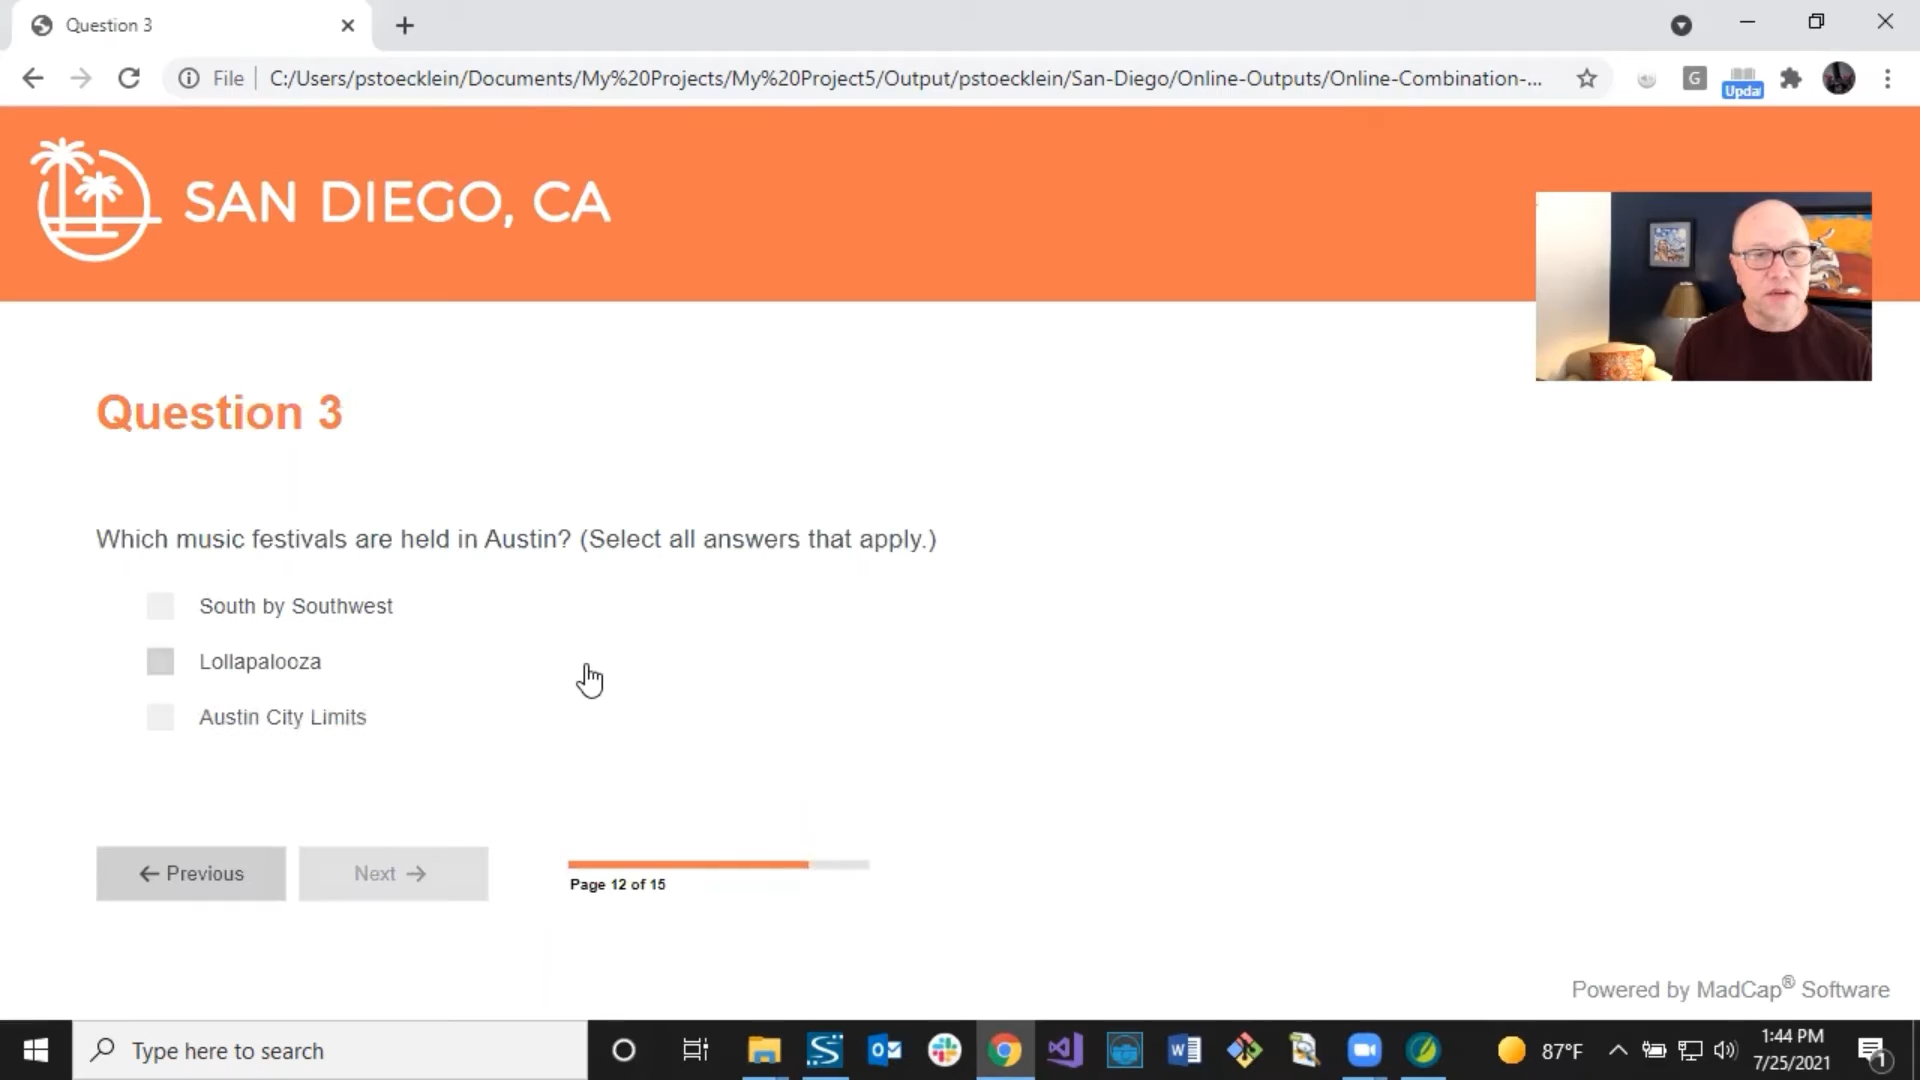 Question 3
File
C:/Users/pstoecklein/Documents/My%20Projects/My%20Project5/Output/pstoecklein/San-Diego/Online-Outputs/Online-Combination-...
G
Upda
SAN DIEGO, CA
Question 3
Which music festivals are held in Austin? (Select all answers that apply.)
South by Southwest
Lollapalooza
Austin City Limits
← Previous
Next →
Page 12 of 15
Powered by MadCap® Software
Type here to search
87°F
1:44 PM
7/25/2021
1